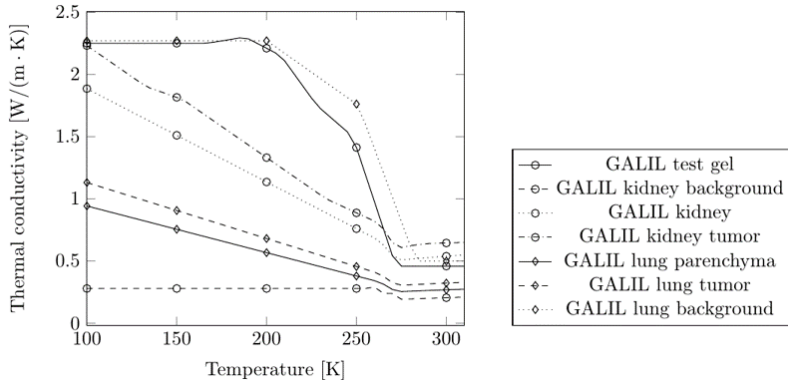 2.5
2
1.5
1
0.5
0
Thermal conductivity [W/(m · K)]
100 150 200 250 300
Temperature [K]
GALIL test gel
GALIL kidney background
GALIL kidney
GALIL kidney tumor
GALIL lung parenchyma
GALIL lung tumor
GALIL lung background